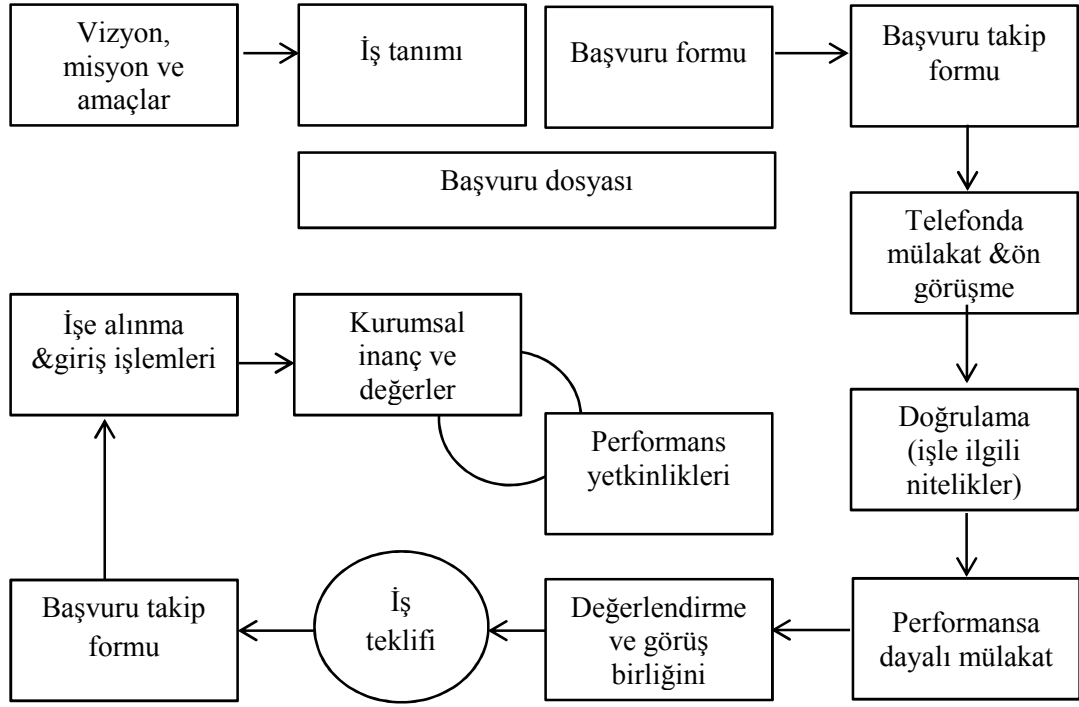 Vizyon,
misyon ve
amaçlar
İş tanımı
Başvuru formu
Başvuru takip
formu
Başvuru dosyası
Telefonda
mülakat &ön
görüşme
İşe alınma
&giriş işlemleri
Kurumsal
inanç ve
değerler
Performans
yetkinlikleri
Doğrulama
(işle ilgili
nitelikler)
Başvuru takip
formu
İş
teklifi
Değerlendirme
ve görüş
birliğini
Performansa
dayalı mülakat